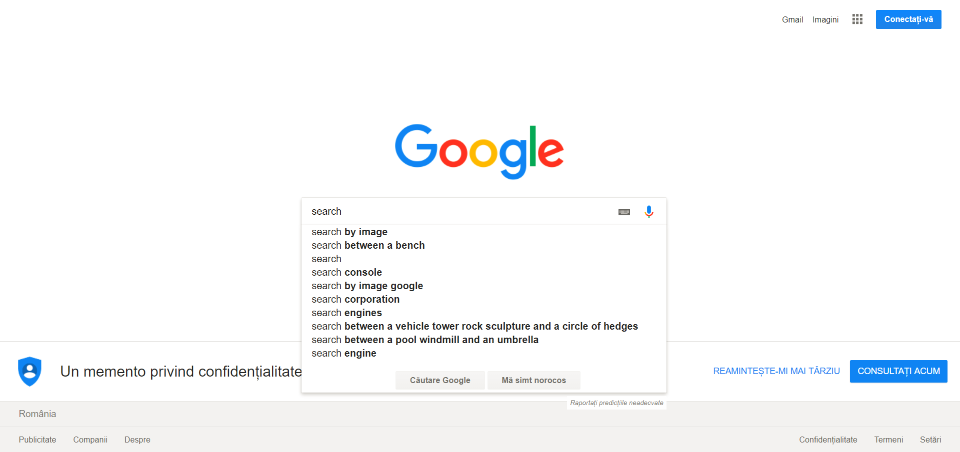 Gmail Imagini Conectați-vă
Google
search
search by image
search between a bench
search
search console
search by image google
search corporation
search engines
search between a vehicle tower rock sculpture and a circle of hedges
search between a pool windmill and an umbrella
search engine
Căutare Google Mă simt norocos
Un memento privind confidențialitate
REAMINTEȘTE-MI MAI TÂRZIU CONSULTAȚI ACUM
Raportați predicțiile neadecvate
România
Publicitate Companii Despre Confidențialitate Termeni Setări